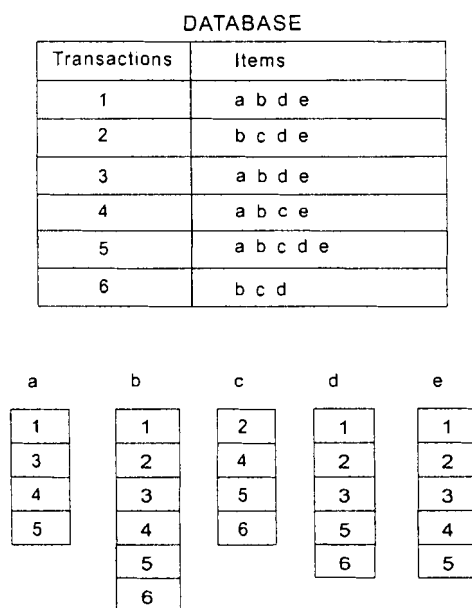 DATABASE
Transactions Items
1 a b d e
2 b c d e
3 a b d e
4 a b c e
5 a b c d e
6 b c d
a b c d e
1 1 2 1 1
3 2 4 2 2
4 3 5 3 3
5 4 6 5 4
5 6 5
6